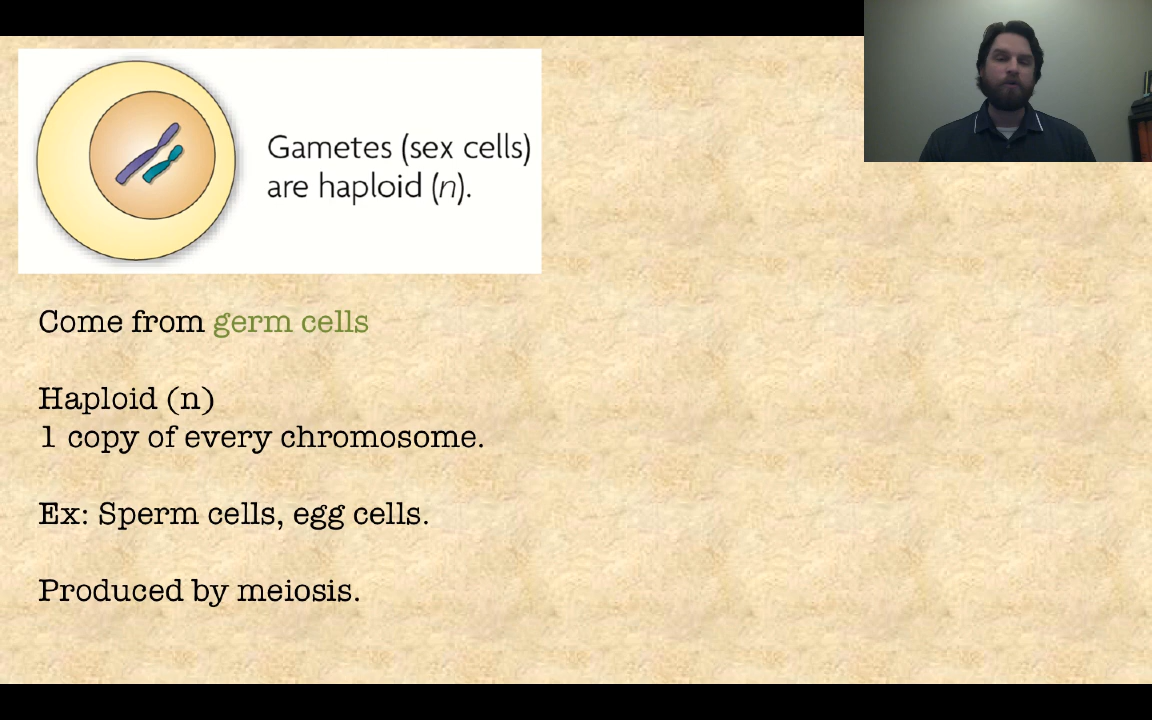 Gametes (sex cells)
are haploid (n).
Come from germ cells
Haploid (n)
1 copy of every chromosome.
Ex: Sperm cells, egg cells.
Produced by meiosis.